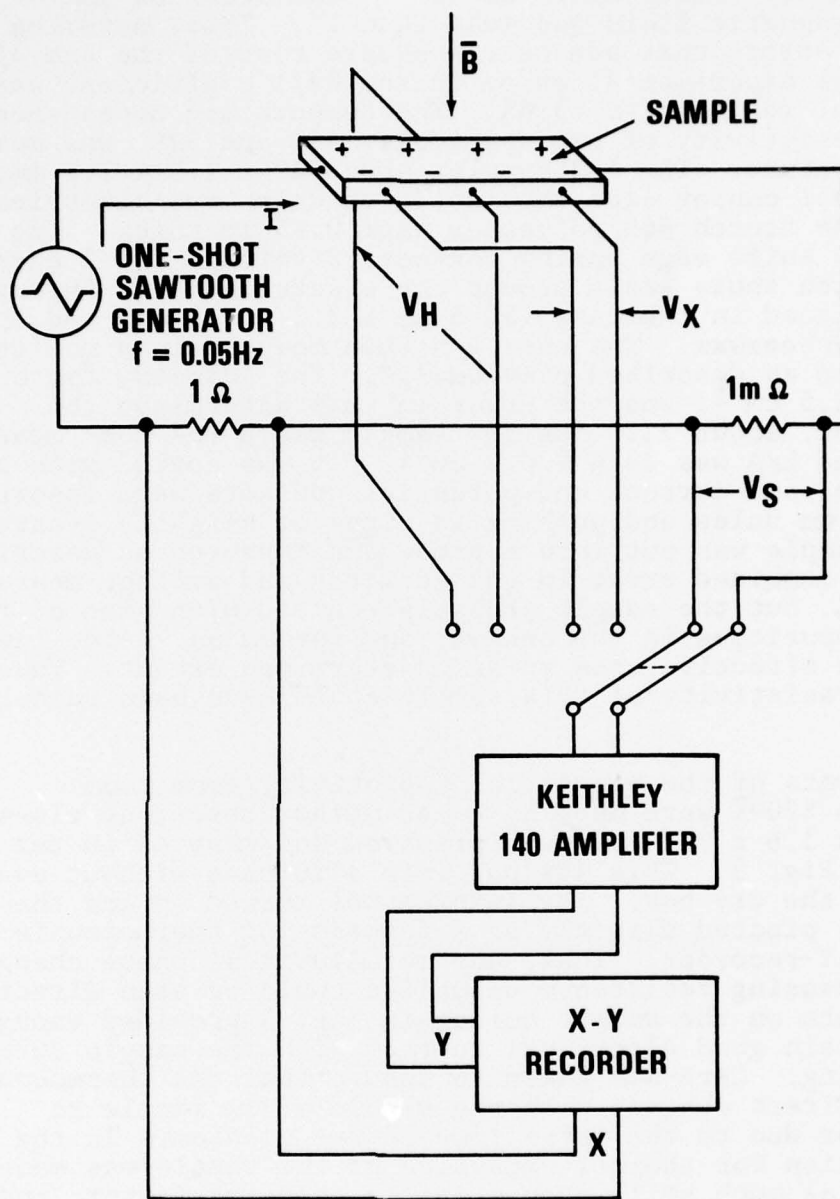 B̅
SAMPLE
+ + + +
− − − −
I
ONE-SHOT
SAWTOOTH
GENERATOR
f = 0.05Hz
V_H
V_X
1 Ω
1m Ω
V_S
KEITHLEY
140 AMPLIFIER
Y
X - Y
RECORDER
X